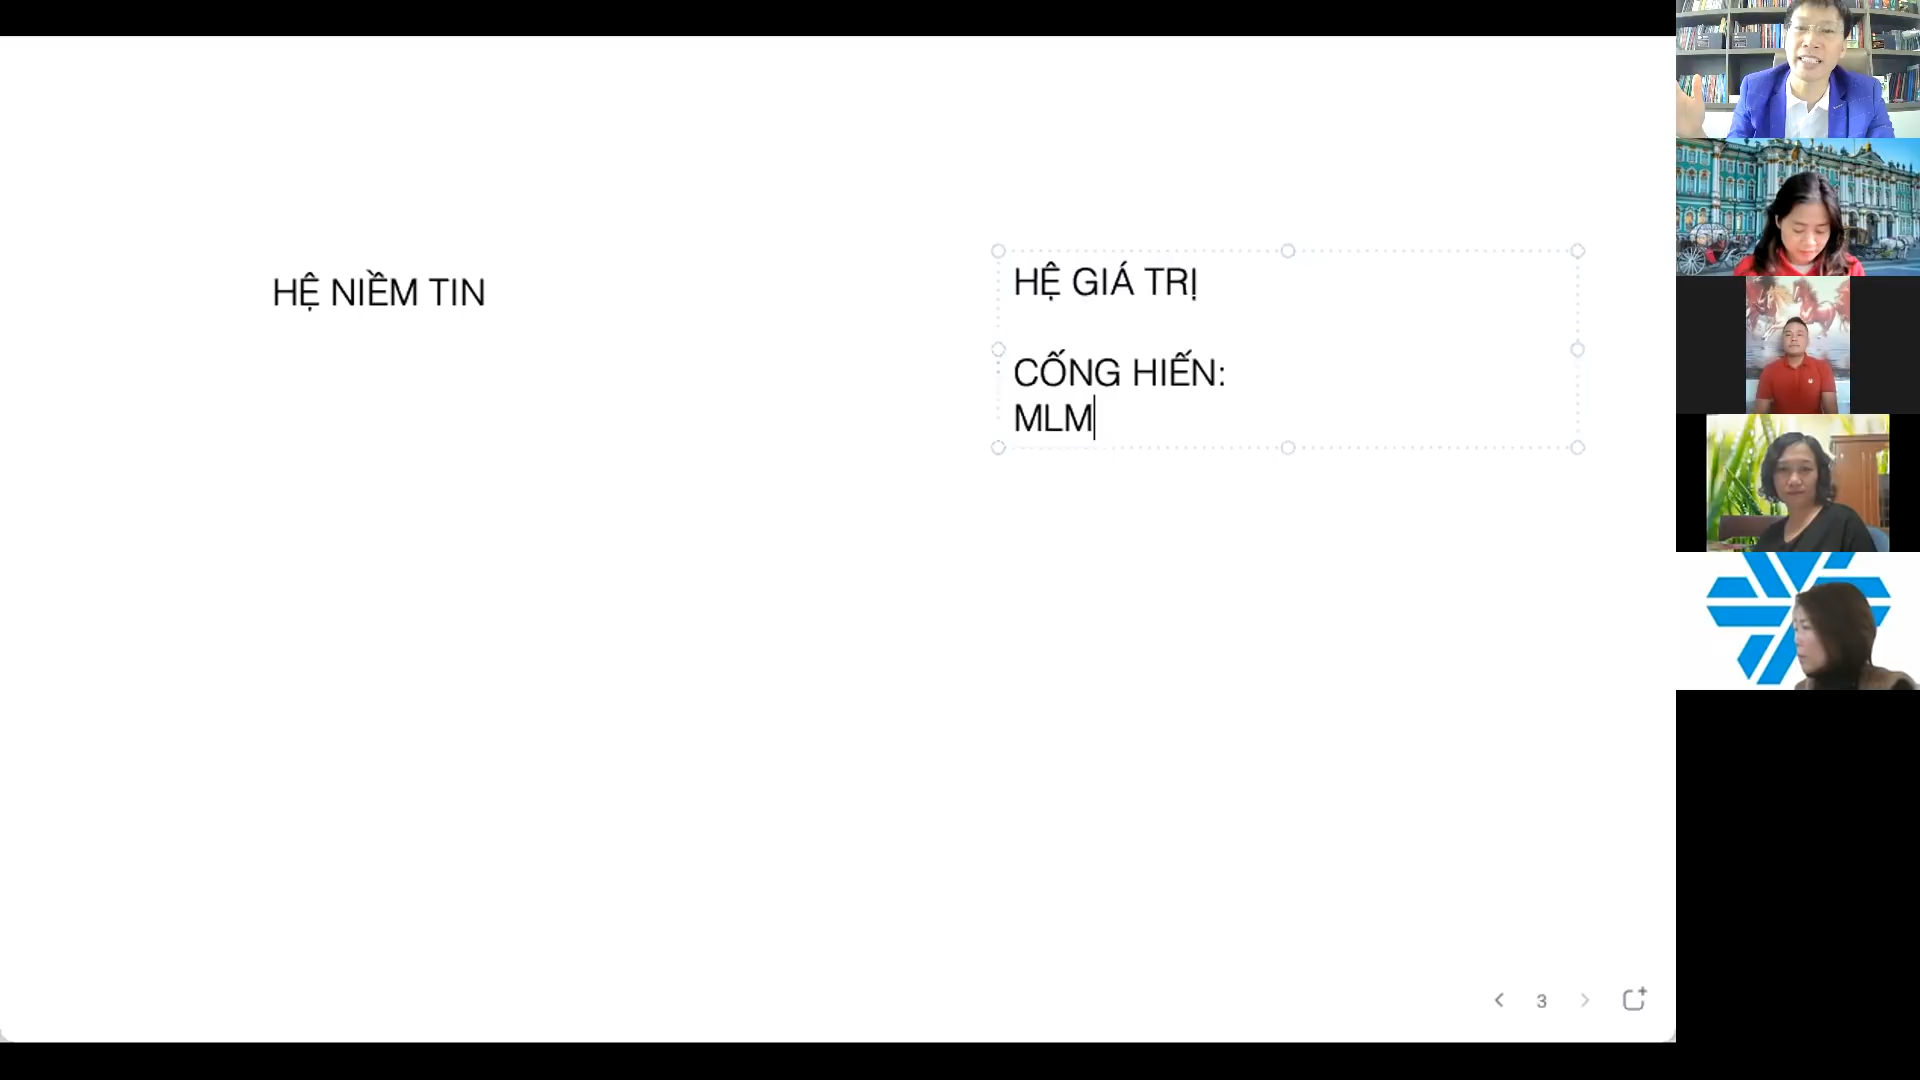 HỆ NIỀM TIN
HỆ GIÁ TRỊ
CỐNG HIẾN:
MLM
3